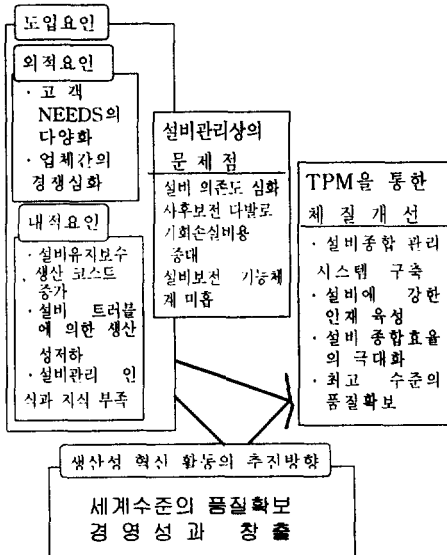 도입요인
외적요인
· 고 객
NEEDS의
다양화
· 업체간의
경쟁심화
내적요인
· 설비유지보수
, 생산 코스트
증가
· 설비 트러블
에 의한 생산
성저하
· 설비관리 인
식과 지식 부족
설비관리상의
문 제 점
설비 의존도 심화
사후보전 다발로
기회손실비용
증대
설비보전 기능체
제 미흡
TPM을 통한
체 질 개 선
· 설비종합 관리
시스템 구축
· 설비에 강한
인재 육성
· 설비 종합효율
의 극대화
· 최고 수준의
품질확보
생산성 혁신 활동의 추진방향
세계수준의 품질확보
경영성과 창출